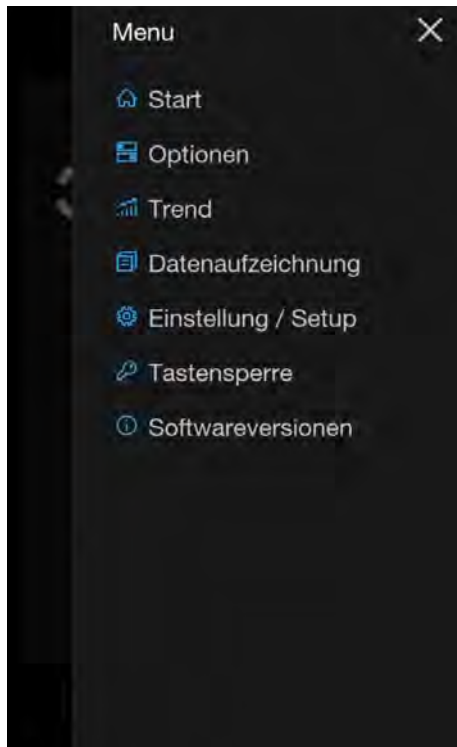 Menu
Start
Optionen
Trend
Datenaufzeichnung
Einstellung / Setup
Tastensperre
Softwareversionen